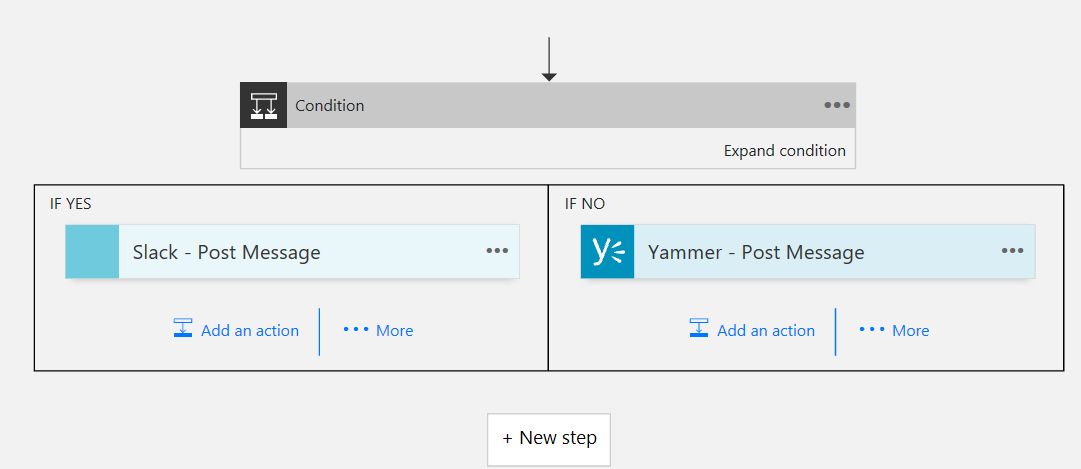 Condition
Expand condition
IF YES
Slack - Post Message
Add an action
More
IF NO
Yammer - Post Message
Add an action
More
+ New step